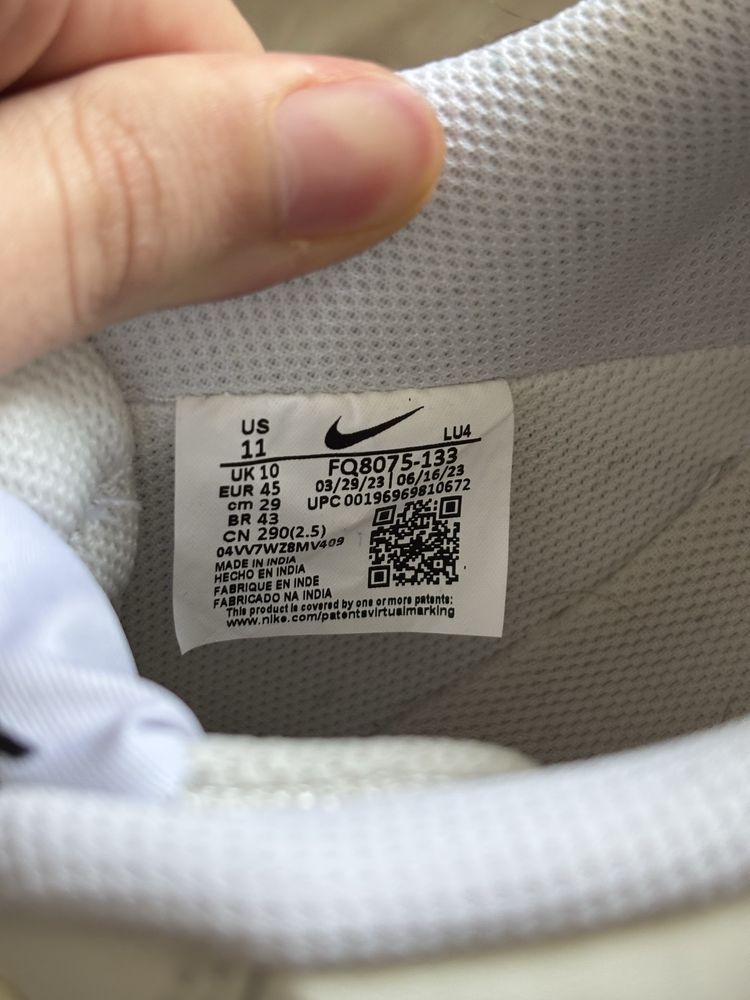 US
11
LU4
UK 10
EUR 45
cm 29
BR 43
CN 290(2.5)
FQ8075-133
03/29/23 | 06/16/23
UPC 00196969810672
04VV7WZ8MV409
MADE IN INDIA
HECHO EN INDIA
FABRIQUE EN INDE
FABRICADO NA INDIA
This product is covered by one or more patents:
www.nike.com/patentsvirtualmarking